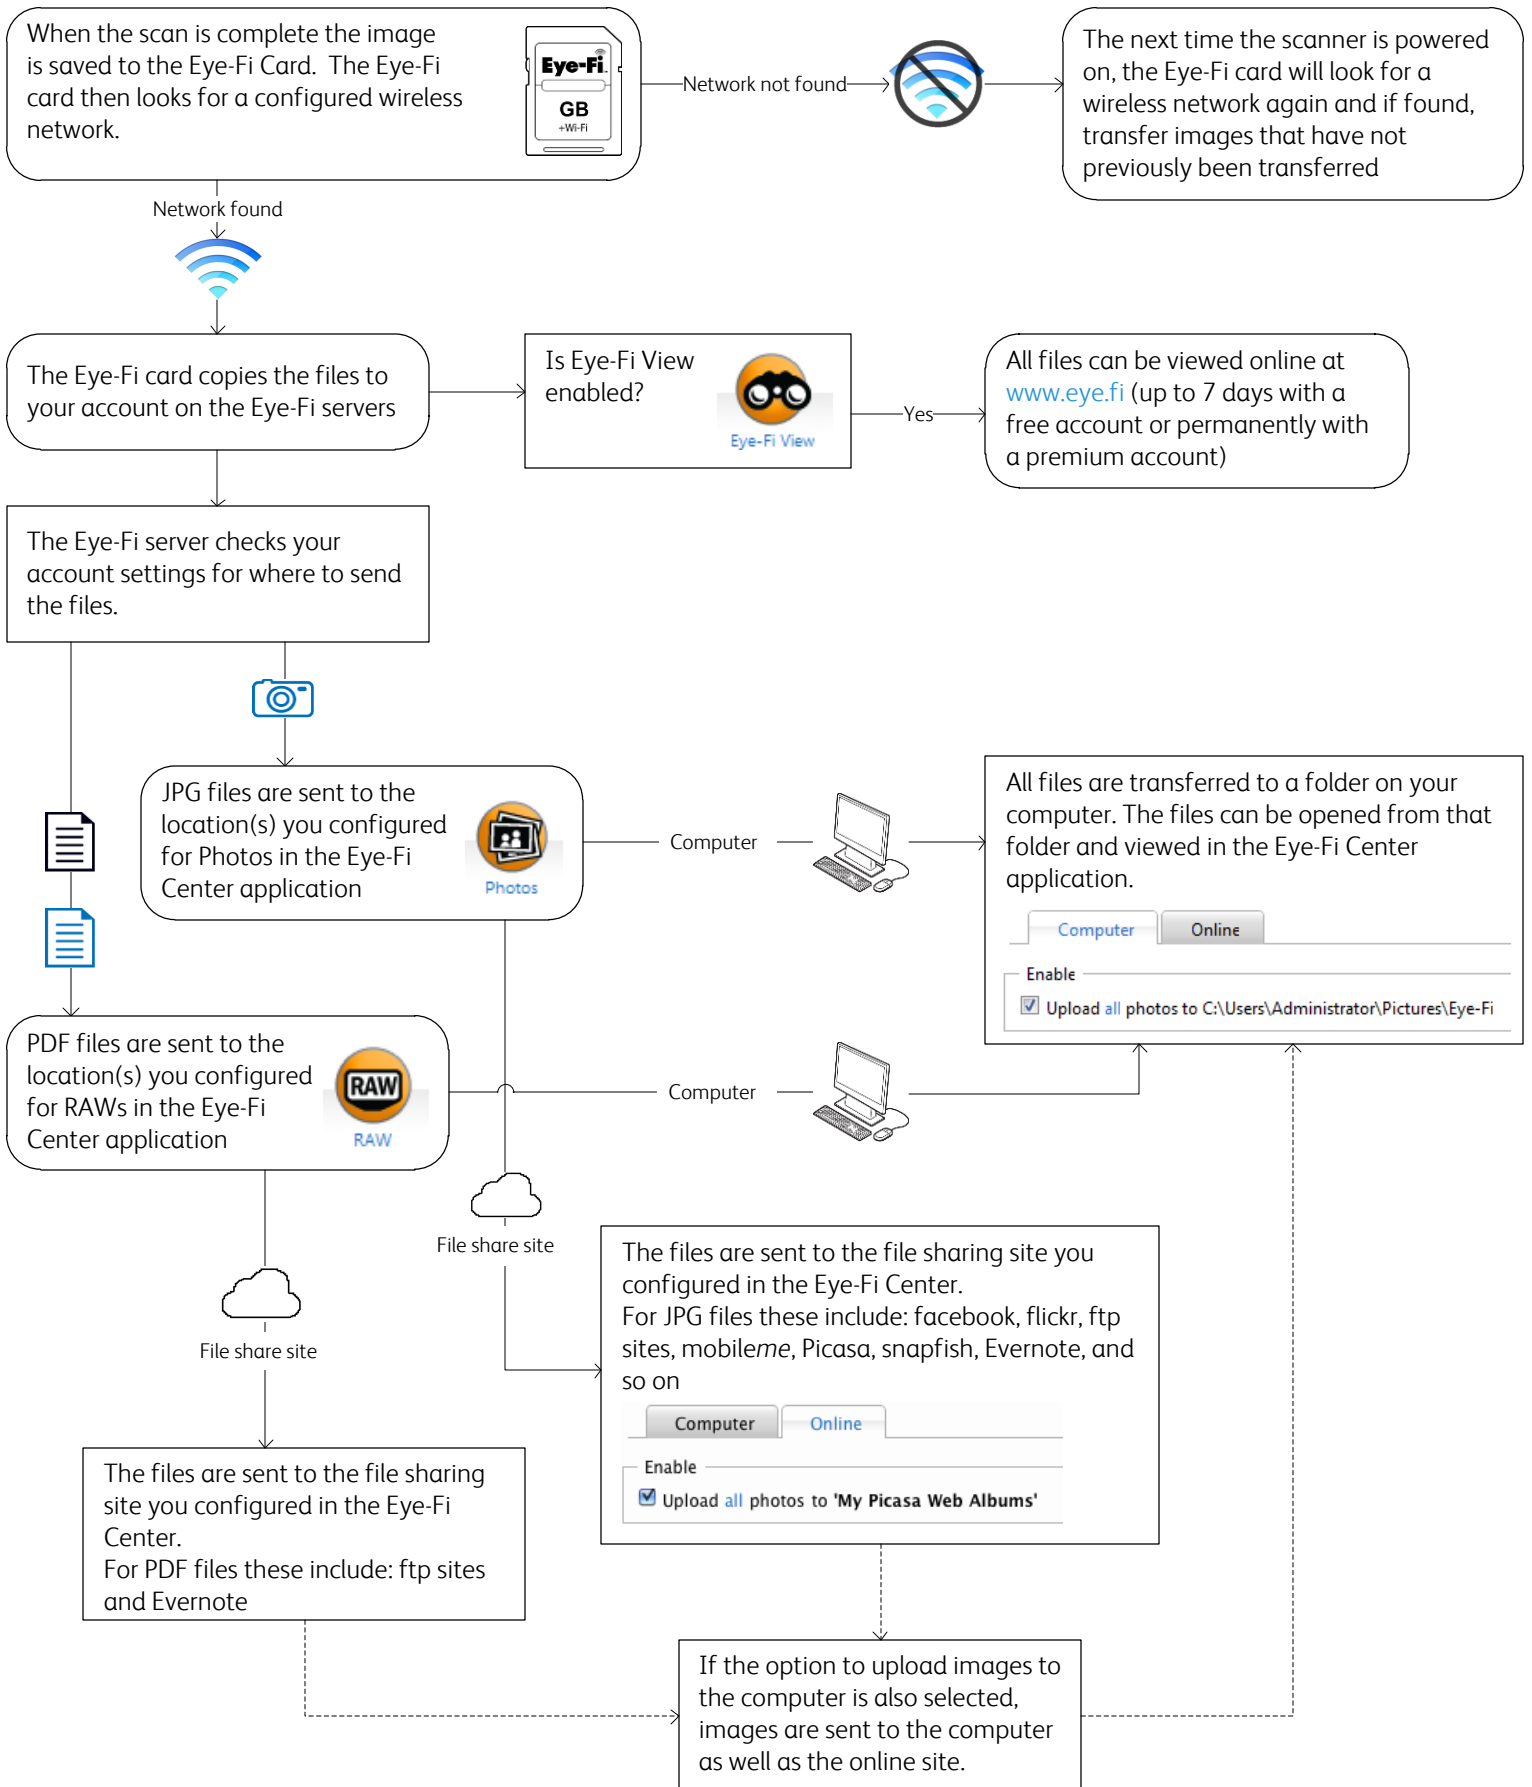 When the scan is complete the image
is saved to the Eye-Fi Card.  The Eye-Fi
card then looks for a configured wireless
network.
Eye-Fi
GB
+Wi-Fi
Network not found
The next time the scanner is powered
on, the Eye-Fi card will look for a
wireless network again and if found,
transfer images that have not
previously been transferred
Network found
The Eye-Fi card copies the files to
your account on the Eye-Fi servers
Is Eye-Fi View
enabled?
Eye-Fi View
Yes
All files can be viewed online at
www.eye.fi (up to 7 days with a
free account or permanently with
a premium account)
The Eye-Fi server checks your
account settings for where to send
the files.
JPG files are sent to the
location(s) you configured
for Photos in the Eye-Fi
Center application
Photos
Computer
All files are transferred to a folder on your
computer. The files can be opened from that
folder and viewed in the Eye-Fi Center
application.
Computer
Online
Enable
Upload all photos to C:\Users\Administrator\Pictures\Eye-Fi
PDF files are sent to the
location(s) you configured
for RAWs in the Eye-Fi
Center application
RAW
RAW
Computer
File share site
File share site
The files are sent to the file sharing site you
configured in the Eye-Fi Center.
For JPG files these include: facebook, flickr, ftp
sites, mobileme, Picasa, snapfish, Evernote, and
so on
Computer
Online
Enable
Upload all photos to 'My Picasa Web Albums'
The files are sent to the file sharing
site you configured in the Eye-Fi
Center.
For PDF files these include: ftp sites
and Evernote
If the option to upload images to
the computer is also selected,
images are sent to the computer
as well as the online site.